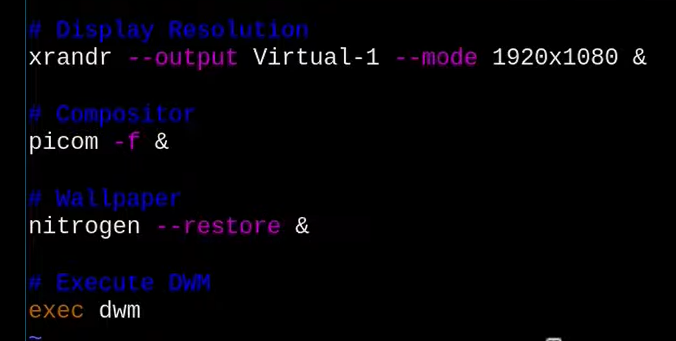 # Display Resolution
xrandr --output Virtual-1 --mode 1920x1080 &
# Compositor
picom -f &
# Wallpaper
nitrogen --restore &
# Execute DWM
exec dwm
~